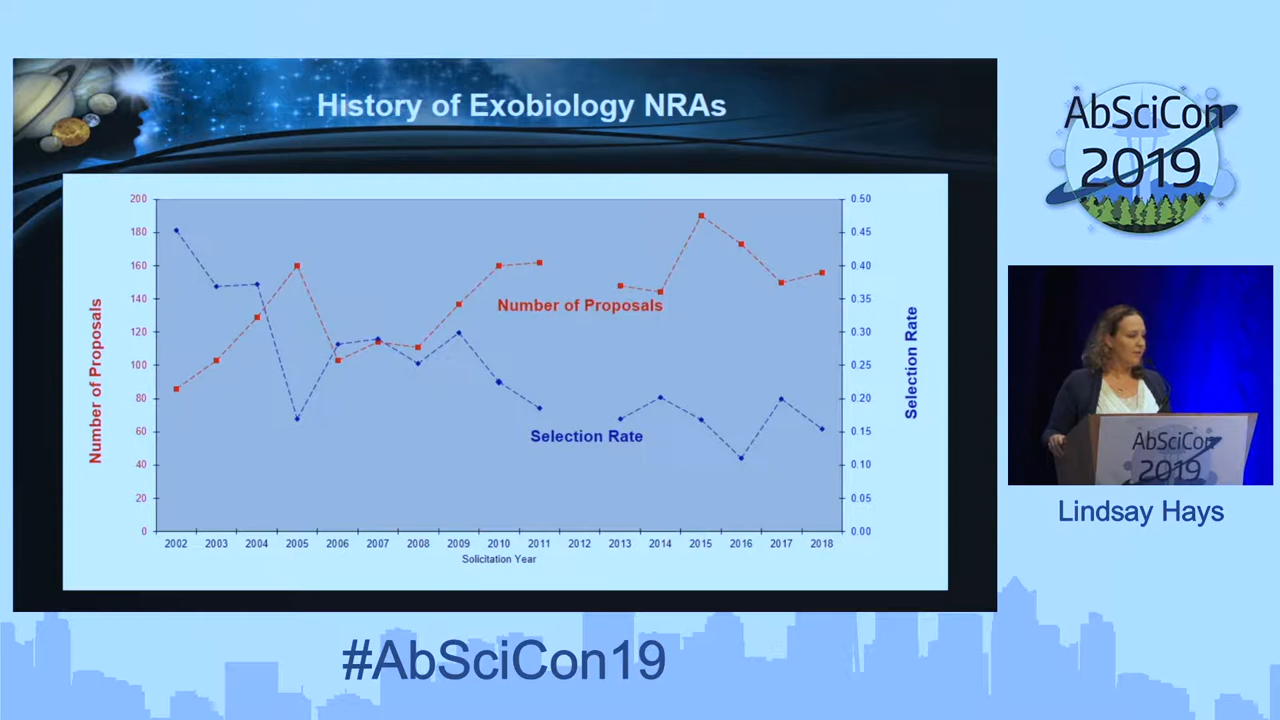 History of Exobiology NRAs
200
180
160
140
120
100
80
60
40
20
0
Number of Proposals
Number of Proposals
Selection Rate
0.50
0.45
0.40
0.35
0.30
0.25
0.20
0.15
0.10
0.05
0.00
Selection Rate
2002 2003 2004 2005 2006 2007 2008 2009 2010 2011 2012 2013 2014 2015 2016 2017 2018
Solicitation Year
AbSciCon
2019
AbSciCon
2019
Lindsay Hays
#AbSciCon19